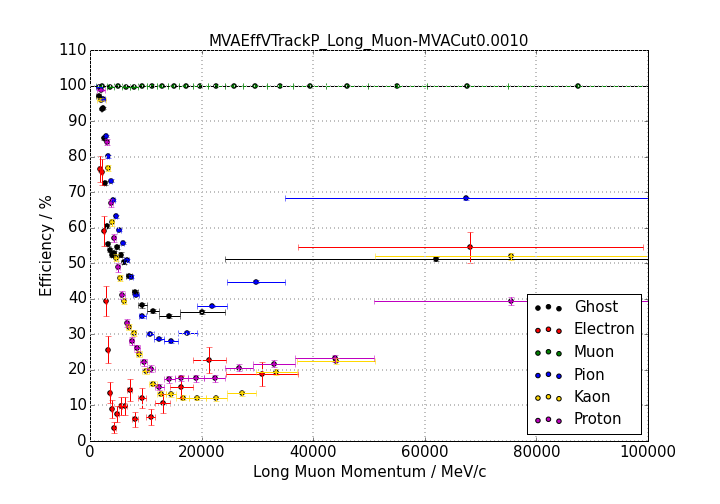 MVAEffVTrackP_Long_Muon-MVACut0.0010
110
100
90
80
70
60
50
40
30
20
10
0
Efficiency / %
Ghost
Electron
Muon
Pion
Kaon
Proton
0 20000 40000 60000 80000 100000
Long Muon Momentum / MeV/c